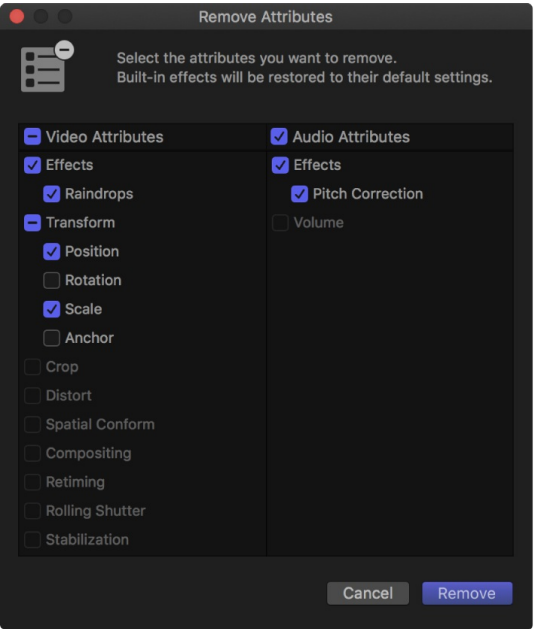 Remove Attributes
Select the attributes you want to remove.
Built-in effects will be restored to their default settings.
Video Attributes
Effects
Raindrops
Transform
Position
Rotation
Scale
Anchor
Crop
Distort
Spatial Conform
Compositing
Retiming
Rolling Shutter
Stabilization
Audio Attributes
Effects
Pitch Correction
Volume
Cancel
Remove